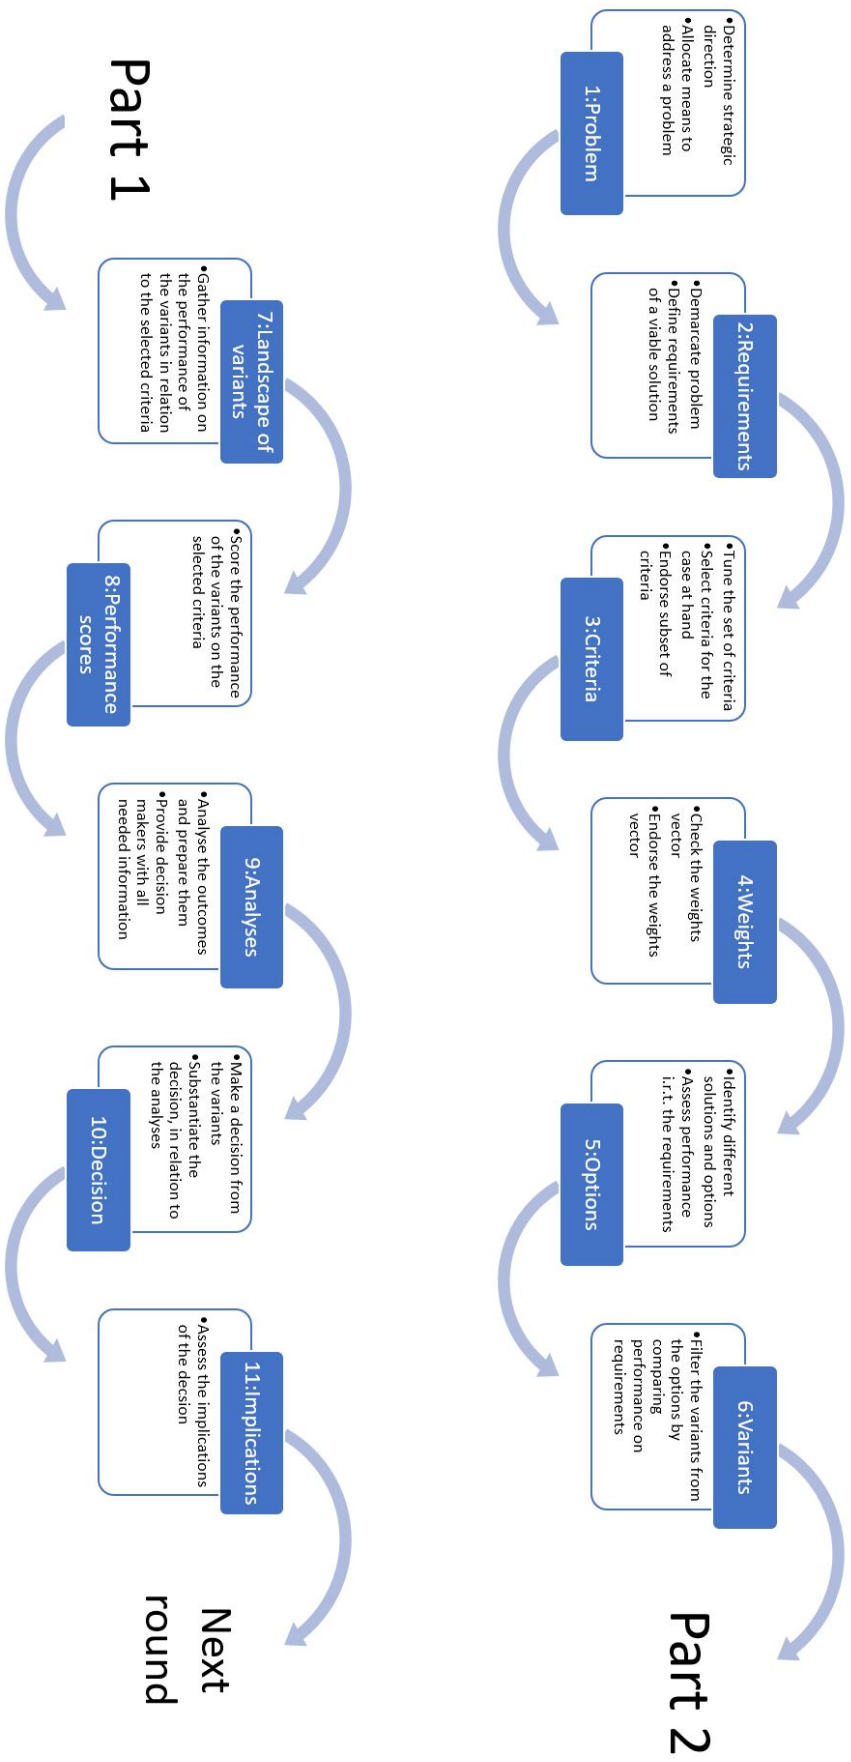 •Determine strategic
direction
•Allocate means to
address a problem
1:Problem
2:Requirements
•Demarcate problem
•Define requirements
of a viable solution
•Tune the set of criteria
•Select criteria for the
case at hand
•Endorse subset of
criteria
3:Criteria
4:Weights
•Check the weights
vector
•Endorse the weights
vector
•Identify different
solutions and options
•Assess performance
i.r.t. the requirements
5:Options
6:Variants
•Filter the variants from
the options by
comparing
performance on
requirements
Part 2
Part 1
7:Landscape of
variants
•Gather information on
the performance of
the variants in relation
to the selected criteria
•Score the performance
of the variants on the
selected criteria
8:Performance
scores
9:Analyses
•Analyse the outcomes
and prepare them
•Provide decision
makers with all
needed information
•Make a decision from
the variants
•Substantiate the
decision, in relation to
the analyses
10:Decision
11:Implications
•Assess the implications
of the decsion
Next
round